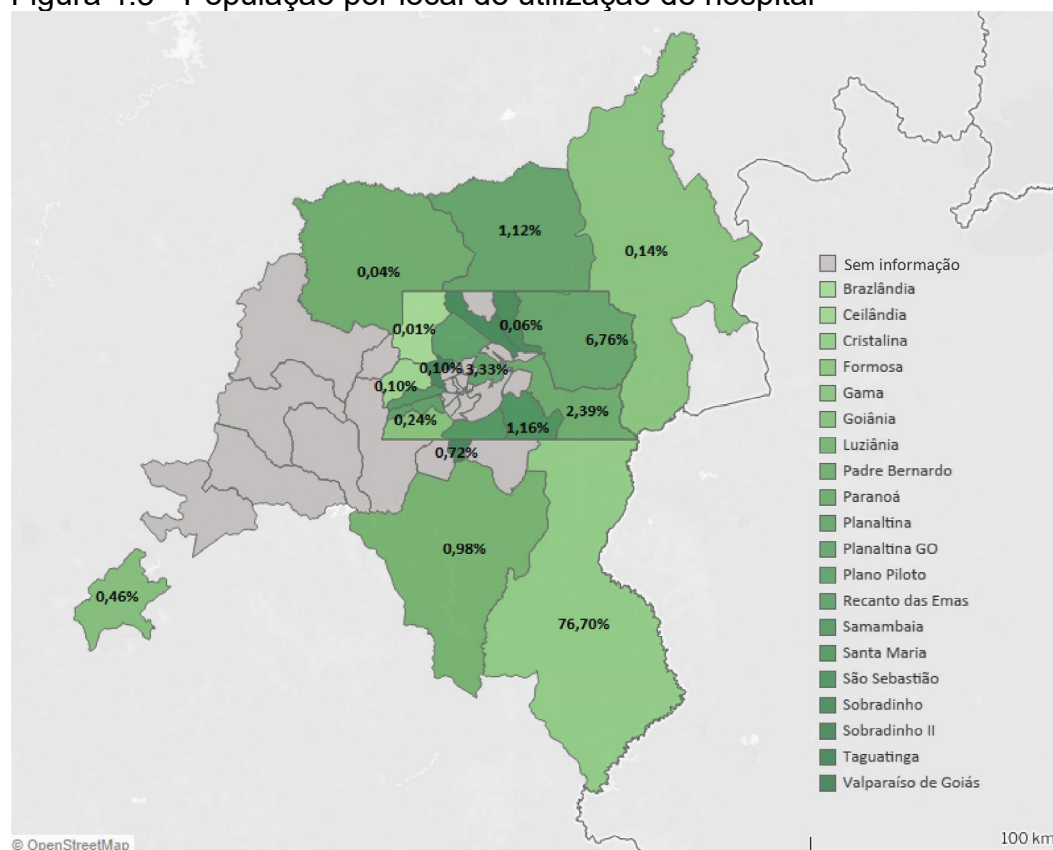 Figura - População por local de utilização de hospital
1,12%
0,14%
0,04%
0,01%
0,06%
6,76%
0,10%
3,33%
0,10%
0,24%
2,39%
1,16%
0,72%
0,98%
0,46%
76,70%
Sem informação
Brazlândia
Ceilândia
Cristalina
Formosa
Gama
Goiânia
Luziânia
Padre Bernardo
Paranoá
Planaltina
Planaltina GO
Plano Piloto
Recanto das Emas
Samambaia
Santa Maria
São Sebastião
Sobradinho
Sobradinho II
Taguatinga
Valparaíso de Goiás
© OpenStreetMap
100 km